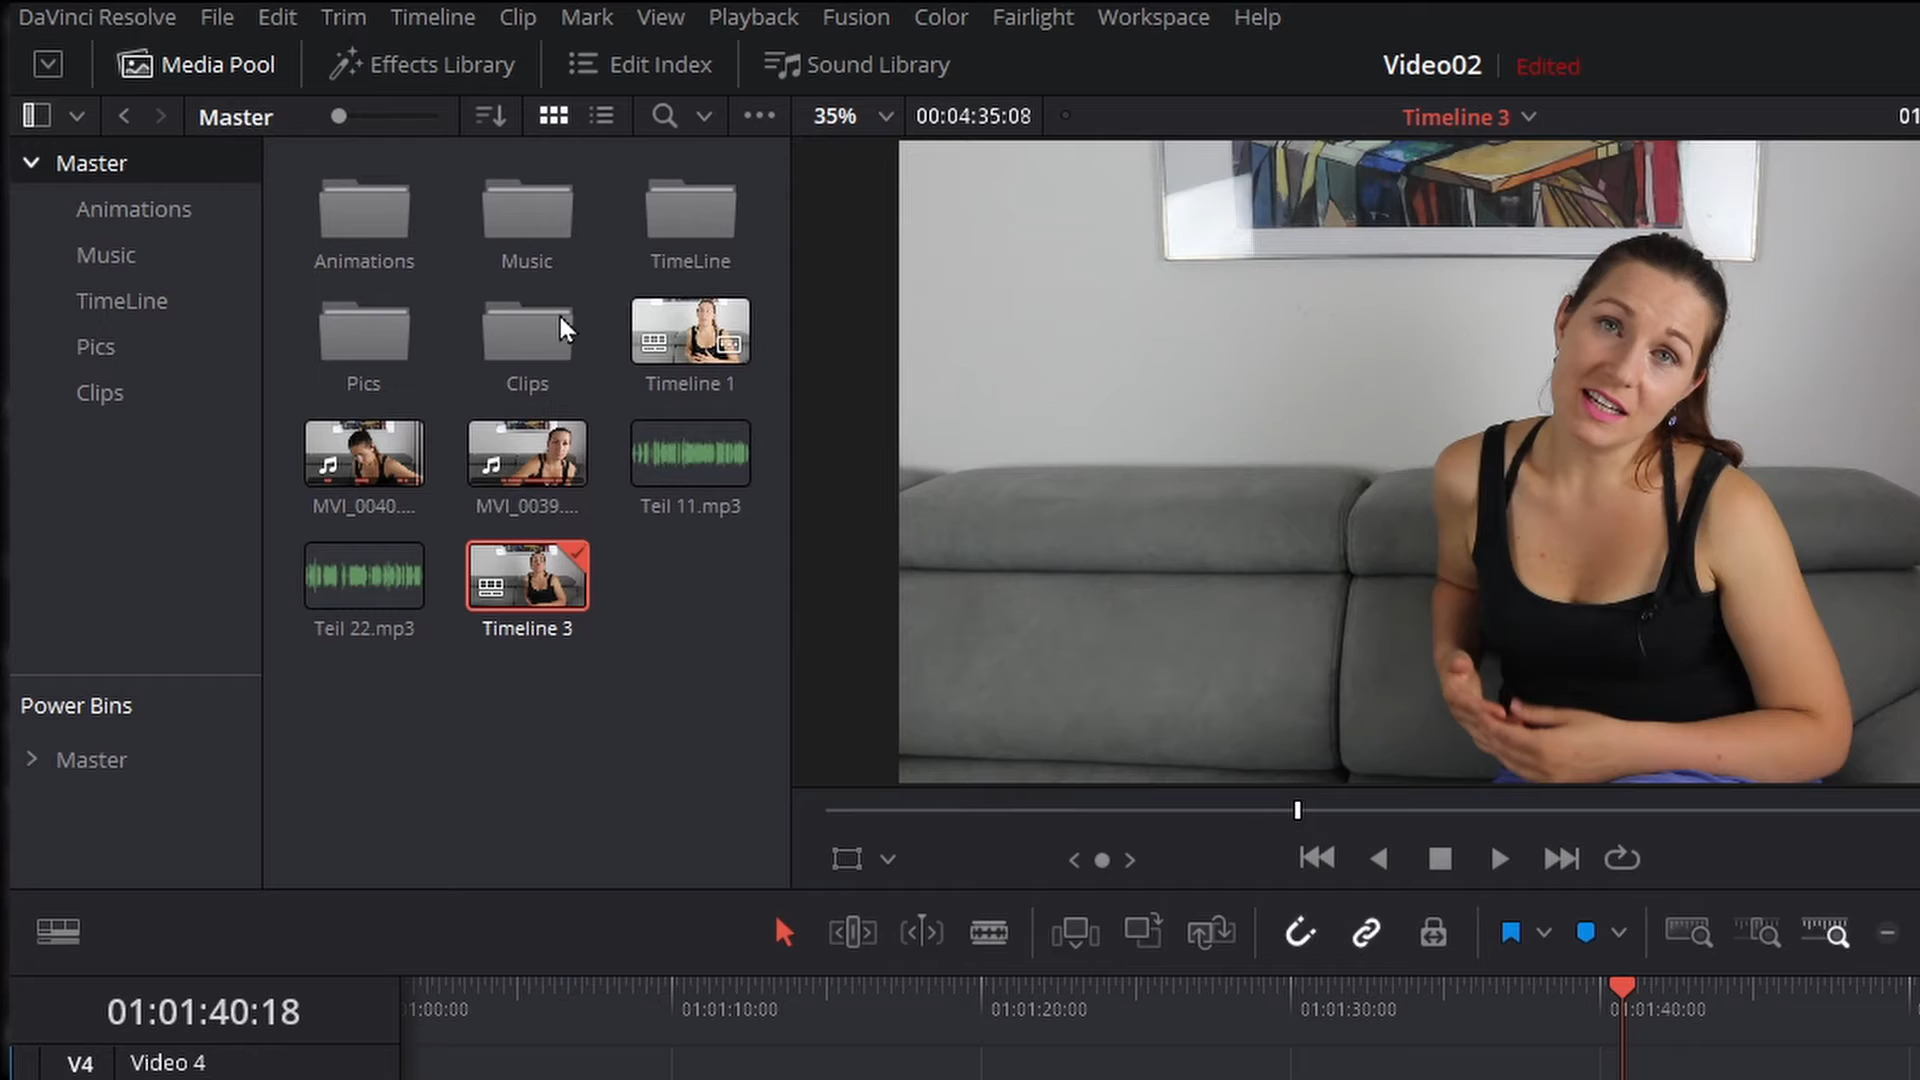 DaVinci Resolve File Edit Trim Timeline Clip Mark View Playback Fusion Color Fairlight Workspace Help
Media Pool Effects Library Edit Index Sound Library Video02 Edited
Master 35% 00:04:35:08 Timeline 3 01
Master
Animations
Music
TimeLine
Pics
Clips
Animations Music TimeLine
Pics Clips Timeline 1
MVI_0040.... MVI_0039.... Teil 11.mp3
Teil 22.mp3 Timeline 3
Power Bins
Master
01:01:40:18
1:00:00 01:01:10:00 01:01:20:00 01:01:30:00 01:01:40:00
V4 Video 4